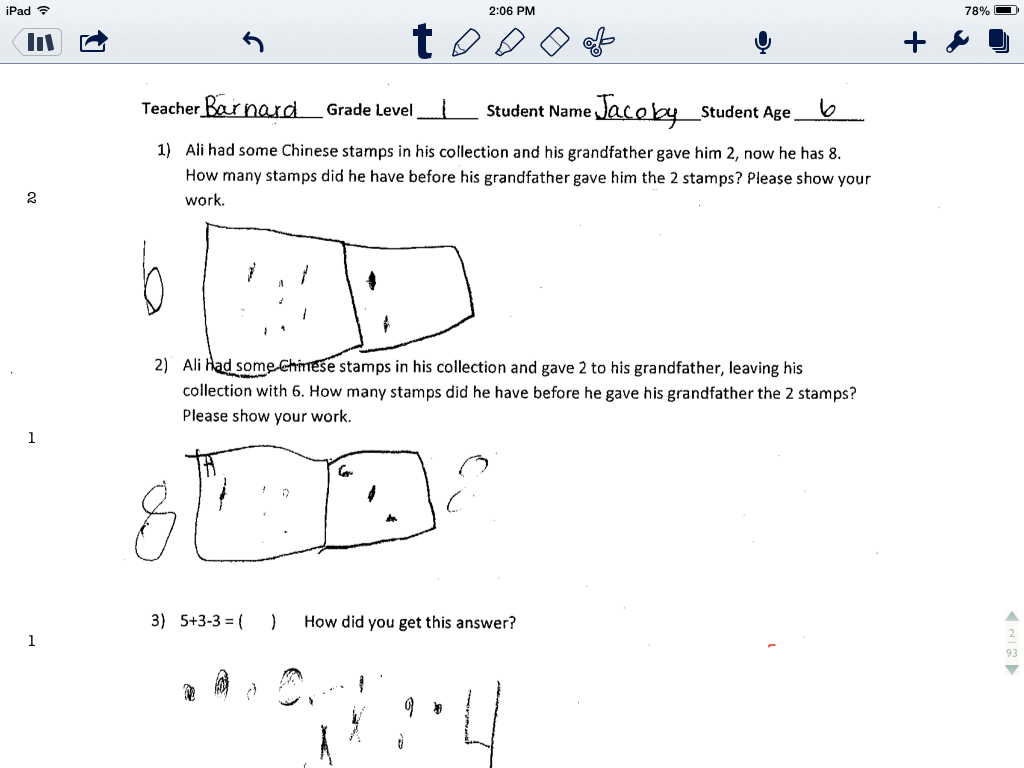 iPad 2:06 PM 78%
t
Teacher Barnard Grade Level 1 Student Name Jacoby Student Age 6
1) Ali had some Chinese stamps in his collection and his grandfather gave him 2, now he has 8.
How many stamps did he have before his grandfather gave him the 2 stamps? Please show your
2
work.
6
2) Ali had some Chinese stamps in his collection and gave 2 to his grandfather, leaving his
collection with 6. How many stamps did he have before he gave his grandfather the 2 stamps?
Please show your work.
1
A G
8
3) 5+3-3 = ( ) How did you get this answer?
1
2
93
4